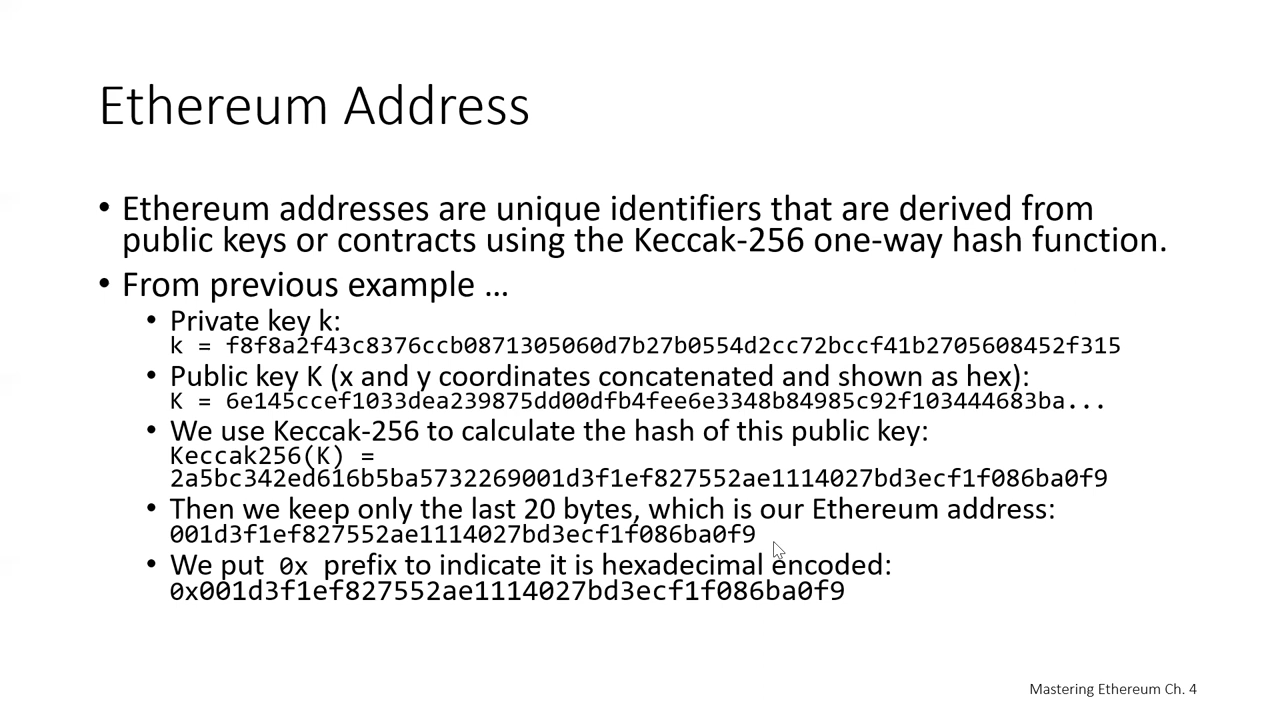 Ethereum Address
• Ethereum addresses are unique identifiers that are derived from
public keys or contracts using the Keccak-256 one-way hash function.
• From previous example …
• Private key k:
k = f8f8a2f43c8376ccb0871305060d7b27b0554d2cc72bccf41b2705608452f315
• Public key K (x and y coordinates concatenated and shown as hex):
K = 6e145ccef1033dea239875dd00dfb4fee6e3348b84985c92f103444683ba...
• We use Keccak-256 to calculate the hash of this public key:
Keccak256(K) =
2a5bc342ed616b5ba5732269001d3f1ef827552ae1114027bd3ecf1f086ba0f9
• Then we keep only the last 20 bytes, which is our Ethereum address:
001d3f1ef827552ae1114027bd3ecf1f086ba0f9
• We put 0x prefix to indicate it is hexadecimal encoded:
0x001d3f1ef827552ae1114027bd3ecf1f086ba0f9
Mastering Ethereum Ch. 4